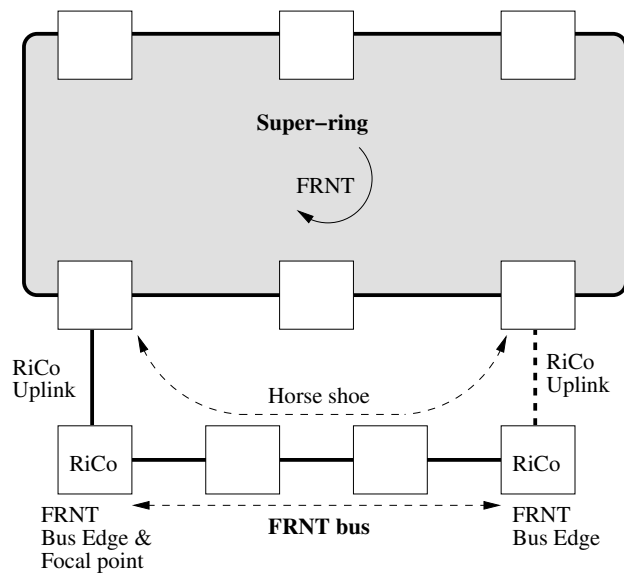 Super−ring
FRNT
RiCo
Uplink
RiCo
Uplink
Horse shoe
RiCo
RiCo
FRNT
Bus Edge &
Focal point
FRNT bus
FRNT
Bus Edge